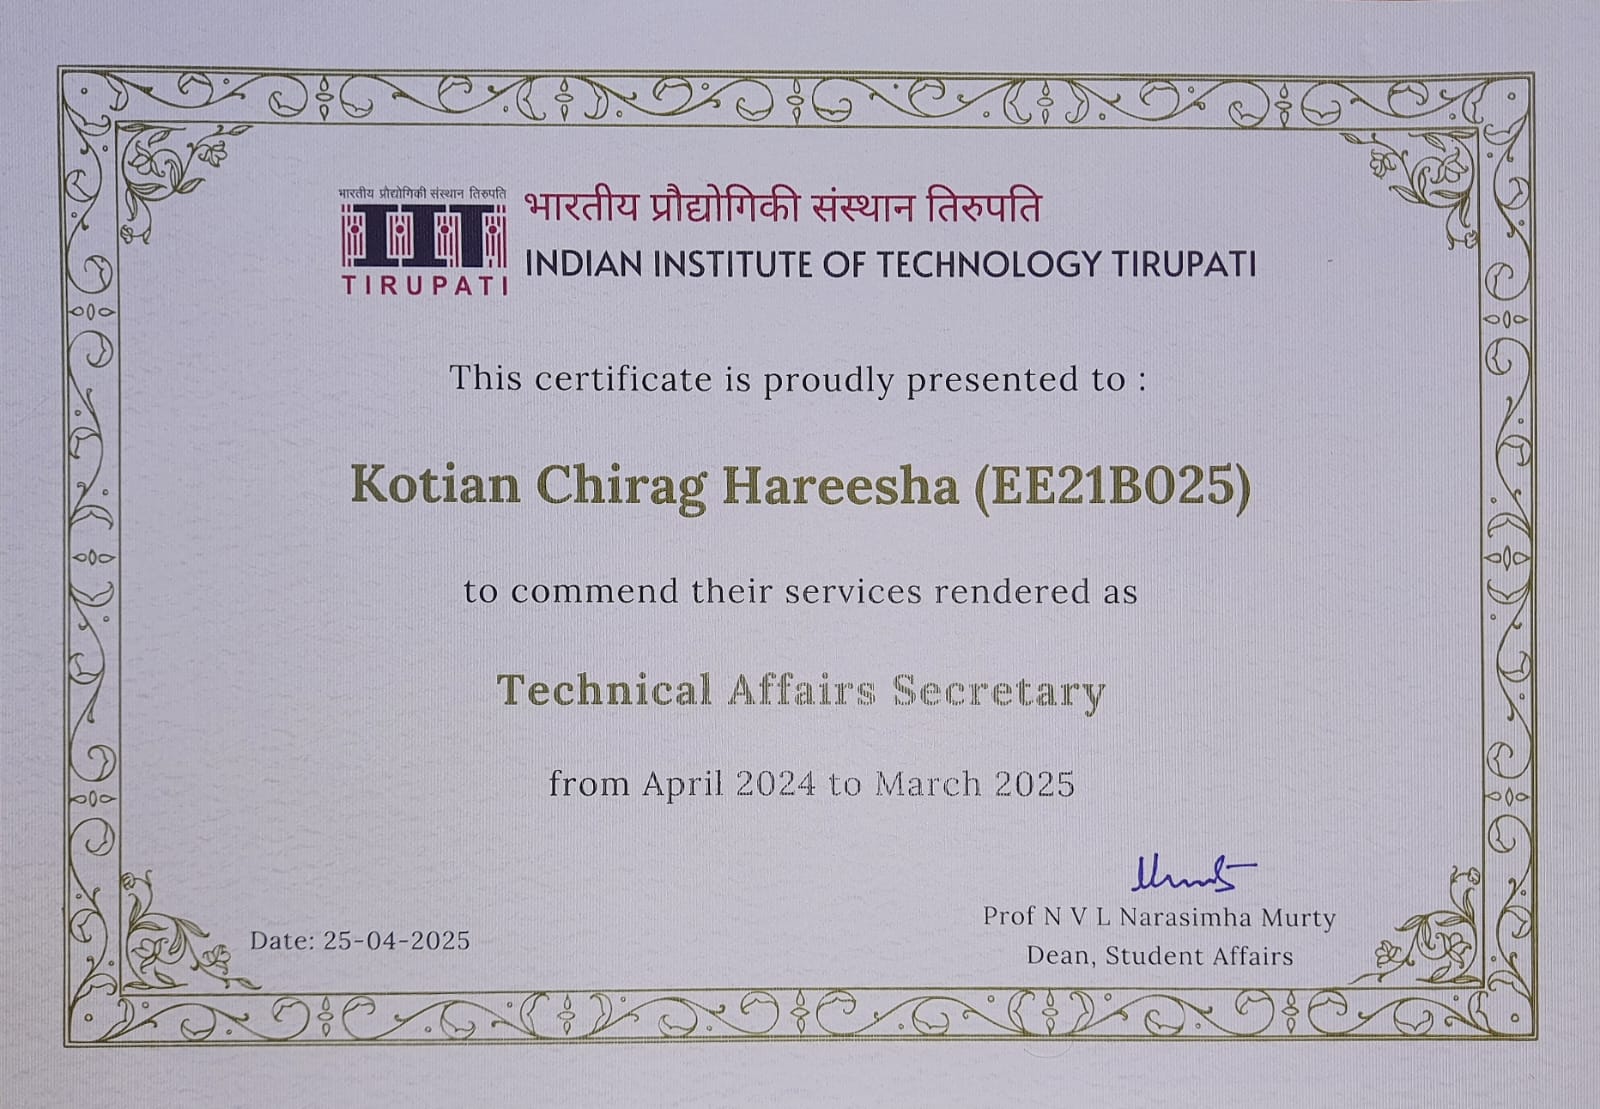 भारतीय प्रौद्योगिकी संस्थान तिरुपति
IIT
TIRUPATI
भारतीय प्रौद्योगिकी संस्थान तिरुपति
INDIAN INSTITUTE OF TECHNOLOGY TIRUPATI
This certificate is proudly presented to :
Kotian Chirag Hareesha (EE21B025)
to commend their services rendered as
Technical Affairs Secretary
from April 2024 to March 2025
Date: 25-04-2025
Prof N V L Narasimha Murty
Dean, Student Affairs